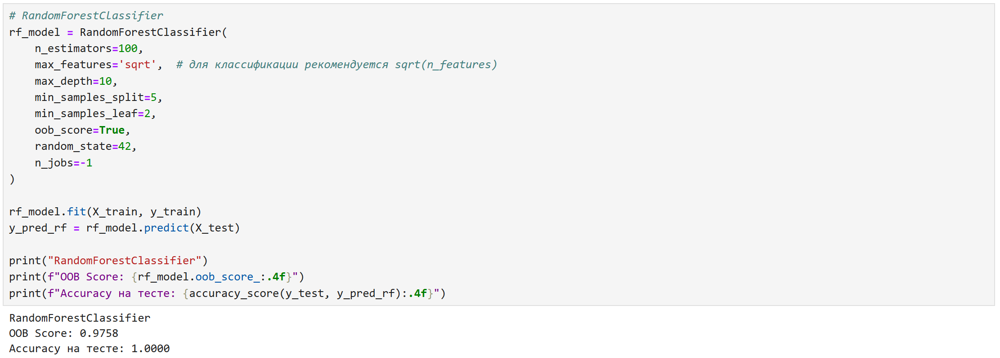 # RandomForestClassifier
rf_model = RandomForestClassifier(
    n_estimators=100,
    max_features='sqrt',  # для классификации рекомендуется sqrt(n_features)
    max_depth=10,
    min_samples_split=5,
    min_samples_leaf=2,
    oob_score=True,
    random_state=42,
    n_jobs=-1
)

rf_model.fit(X_train, y_train)
y_pred_rf = rf_model.predict(X_test)

print("RandomForestClassifier")
print(f"OOB Score: {rf_model.oob_score_:.4f}")
print(f"Accuracy на тесте: {accuracy_score(y_test, y_pred_rf):.4f}")
RandomForestClassifier
OOB Score: 0.9758
Accuracy на тесте: 1.0000